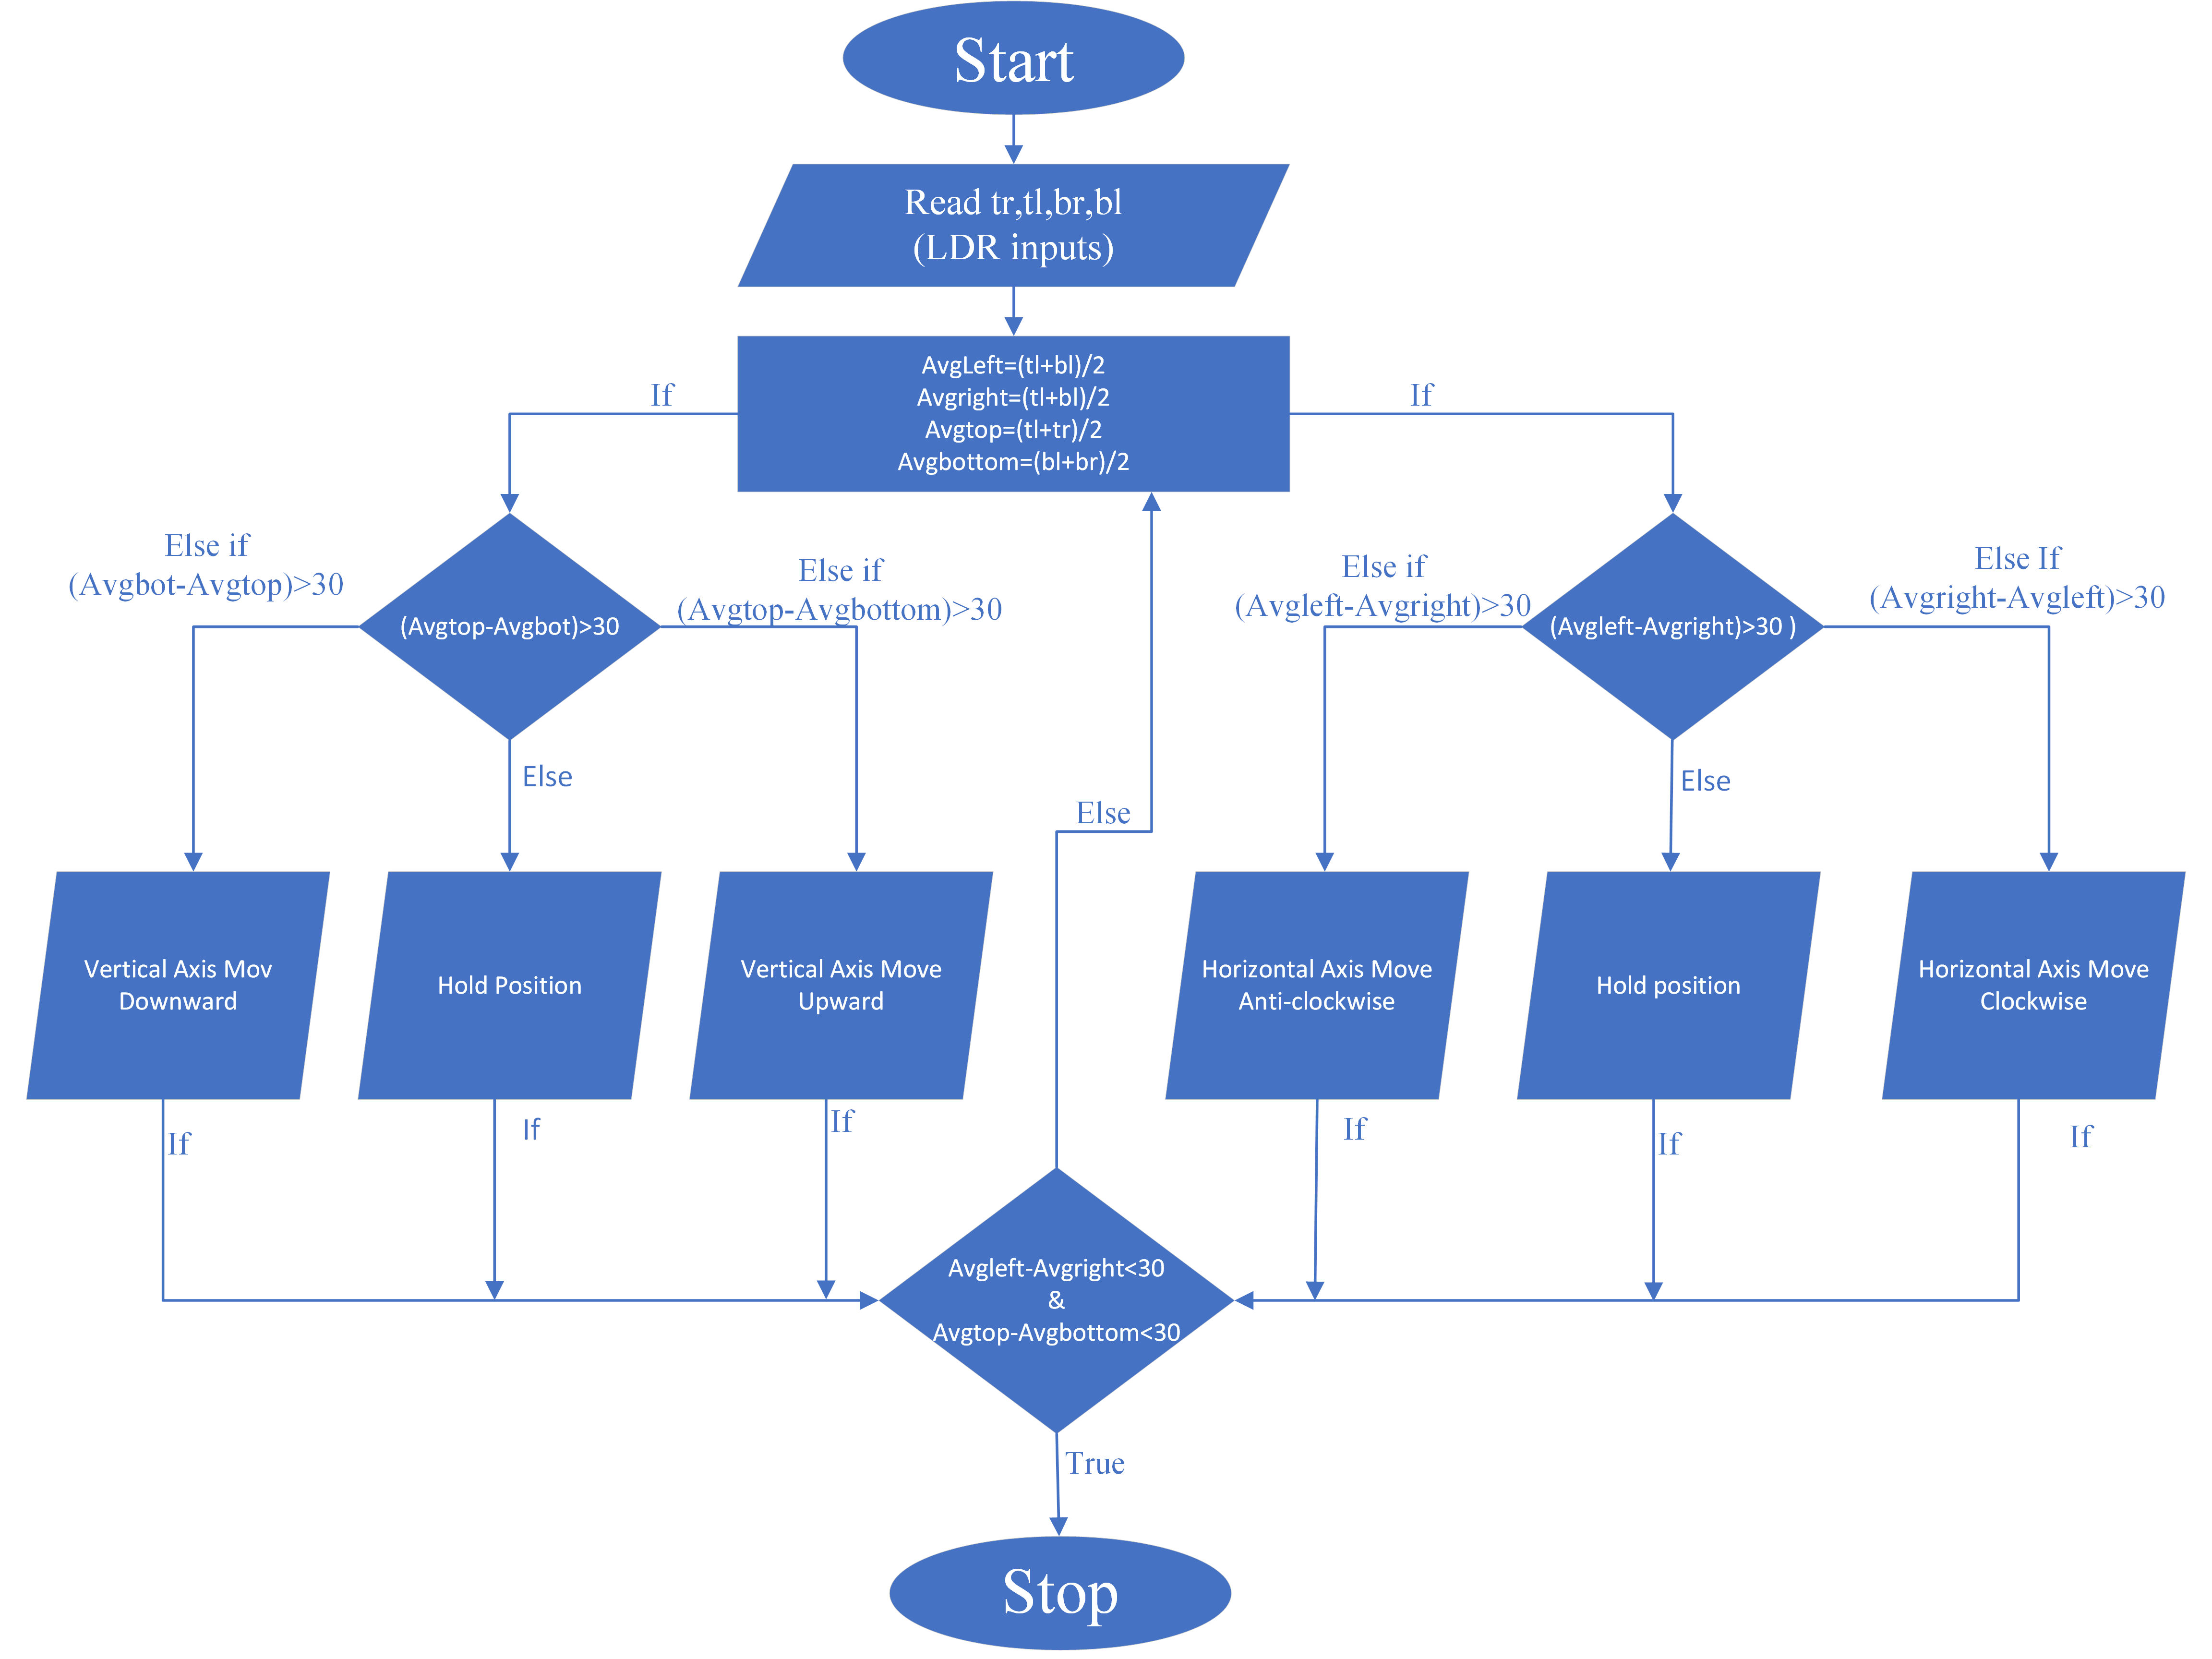 Start
Read tr,tl,br,bl
(LDR inputs)
AvgLeft=(tl+bl)/2
Avgright=(tl+bl)/2
Avgtop=(tl+tr)/2
Avgbottom=(bl+br)/2
If
If
Else if
(Avgbot-Avgtop)>30
(Avgtop-Avgbot)>30
Else if
(Avgtop-Avgbottom)>30
Else if
(Avgleft-Avgright)>30
(Avgleft-Avgright)>30 )
Else If
(Avgright-Avgleft)>30
Else
Else
Else
Vertical Axis Mov
Downward
Hold Position
Vertical Axis Move
Upward
Horizontal Axis Move
Anti-clockwise
Hold position
Horizontal Axis Move
Clockwise
If
If
If
If
If
If
Avgleft-Avgright<30
&
Avgtop-Avgbottom<30
True
Stop